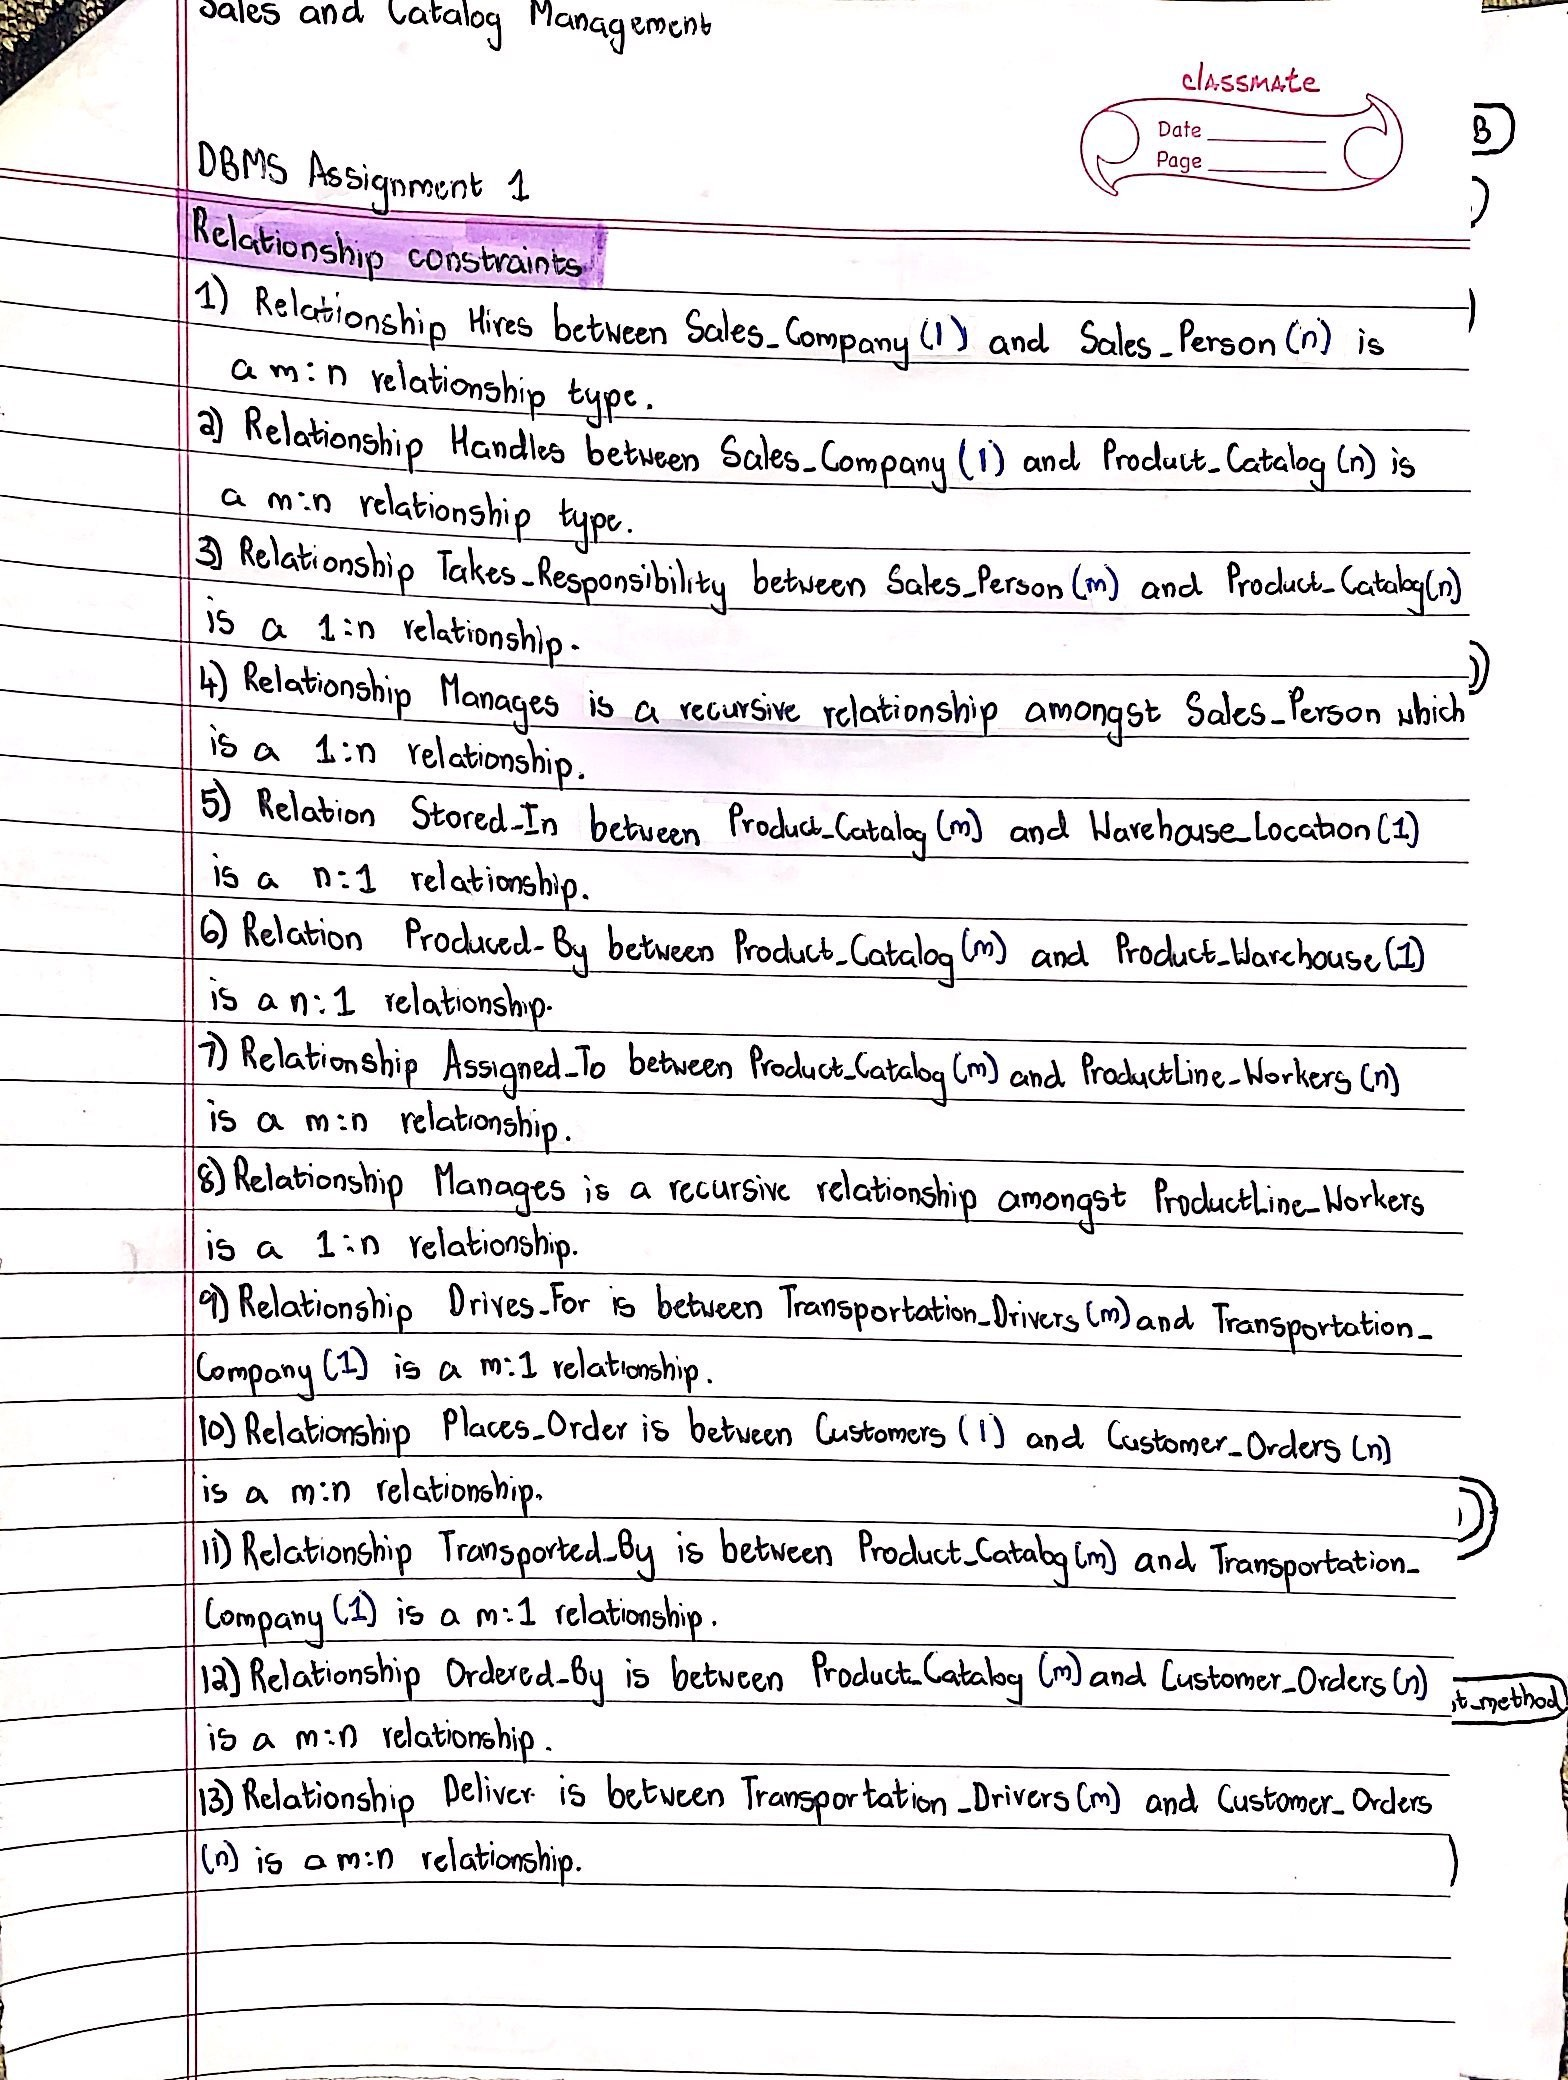 Sales and Catalog Management
classmate
Date
Page
B
DBMS Assignment 1
Relationship constraints
1) Relationship Hires between Sales_Company (1) and Sales_Person (n) is
a m:n relationship type.
2) Relationship Handles between Sales_Company (1) and Product_Catalog (n) is
a m:n relationship type.
3) Relationship Takes_Responsibility between Sales_Person (m) and Product_Catalog (n)
is a 1:n relationship.
4) Relationship Manages is a recursive relationship amongst Sales_Person which
is a 1:n relationship.
5) Relation Stored_In between Product_Catalog (m) and Warehouse_Location (1)
is a n:1 relationship.
6) Relation Produced_By between Product_Catalog (m) and Product_Warehouse (1)
is a n:1 relationship.
7) Relationship Assigned_To between Product_Catalog (m) and ProductLine_Workers (n)
is a m:n relationship.
8) Relationship Manages is a recursive relationship amongst ProductLine_Workers
is a 1:n relationship.
9) Relationship Drives_For is between Transportation_Drivers (m) and Transportation_
Company (1) is a m:1 relationship.
10) Relationship Places_Order is between Customers (1) and Customer_Orders (n)
is a m:n relationship.
11) Relationship Transported_By is between Product_Catalog (m) and Transportation_
Company (1) is a m:1 relationship.
12) Relationship Ordered_By is between Product_Catalog (m) and Customer_Orders (n)
t_method
is a m:n relationship.
13) Relationship Deliver is between Transportation_Drivers (m) and Customer_Orders
(n) is a m:n relationship.